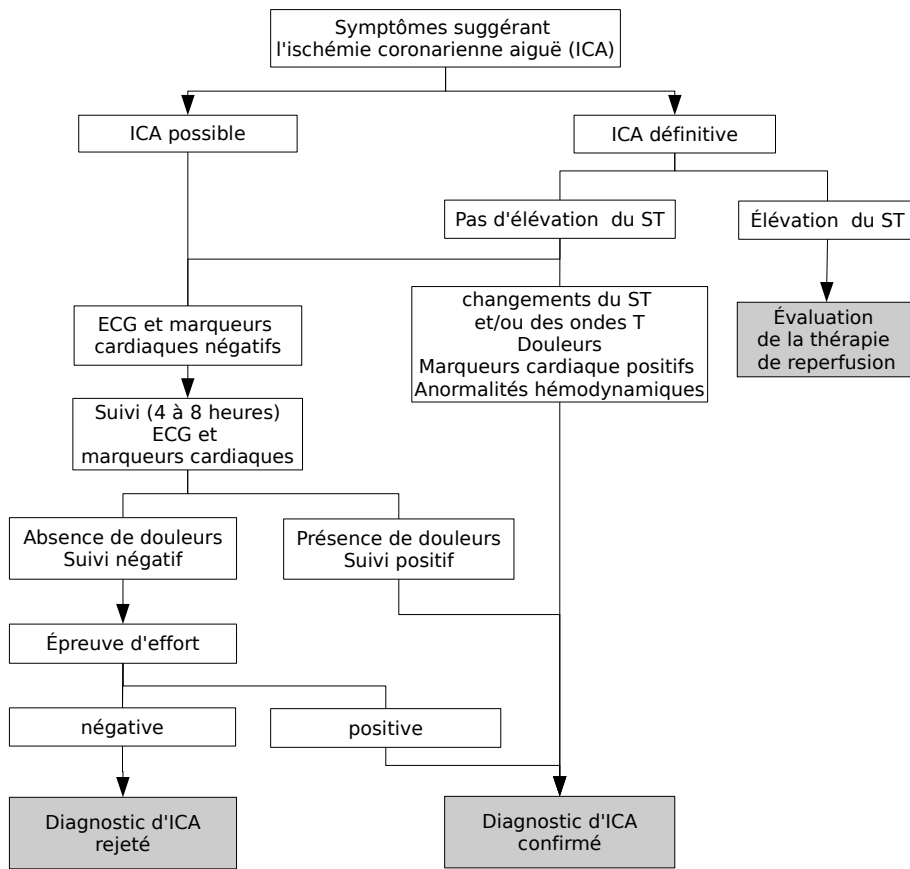 Symptômes suggérant
l'ischémie coronarienne aiguë (ICA)
ICA possible
ICA définitive
Pas d'élévation du ST
Élévation du ST
ECG et marqueurs
cardiaques négatifs
changements du ST
et/ou des ondes T
Douleurs
Marqueurs cardiaque positifs
Anormalités hémodynamiques
Évaluation
de la thérapie
de reperfusion
Suivi (4 à 8 heures)
ECG et
marqueurs cardiaques
Absence de douleurs
Suivi négatif
Présence de douleurs
Suivi positif
Épreuve d'effort
négative
positive
Diagnostic d'ICA
rejeté
Diagnostic d'ICA
confirmé